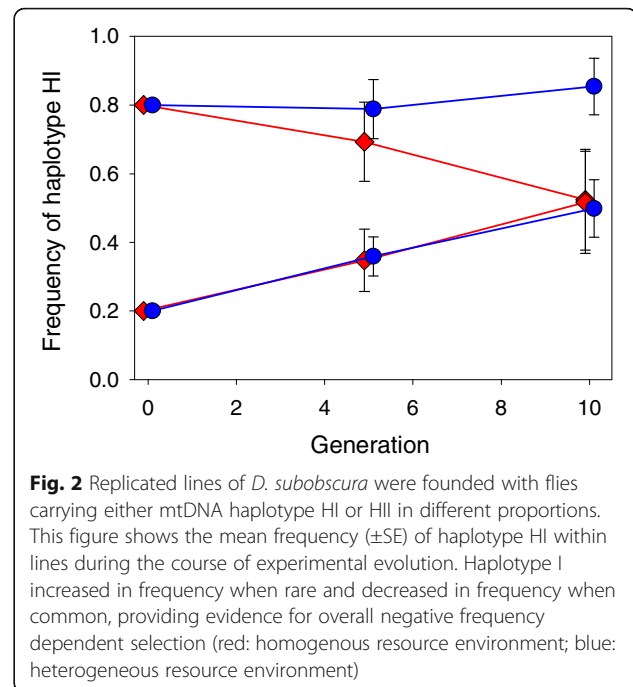 1.0
0.8
0.6
0.4
0.2
0.0
Frequency of haplotype HI
0 2 4 6 8 10
Generation
Fig. 2 Replicated lines of D. subobscura were founded with flies
carrying either mtDNA haplotype HI or HII in different proportions.
This figure shows the mean frequency (±SE) of haplotype HI within
lines during the course of experimental evolution. Haplotype I
increased in frequency when rare and decreased in frequency when
common, providing evidence for overall negative frequency
dependent selection (red: homogenous resource environment; blue:
heterogeneous resource environment)